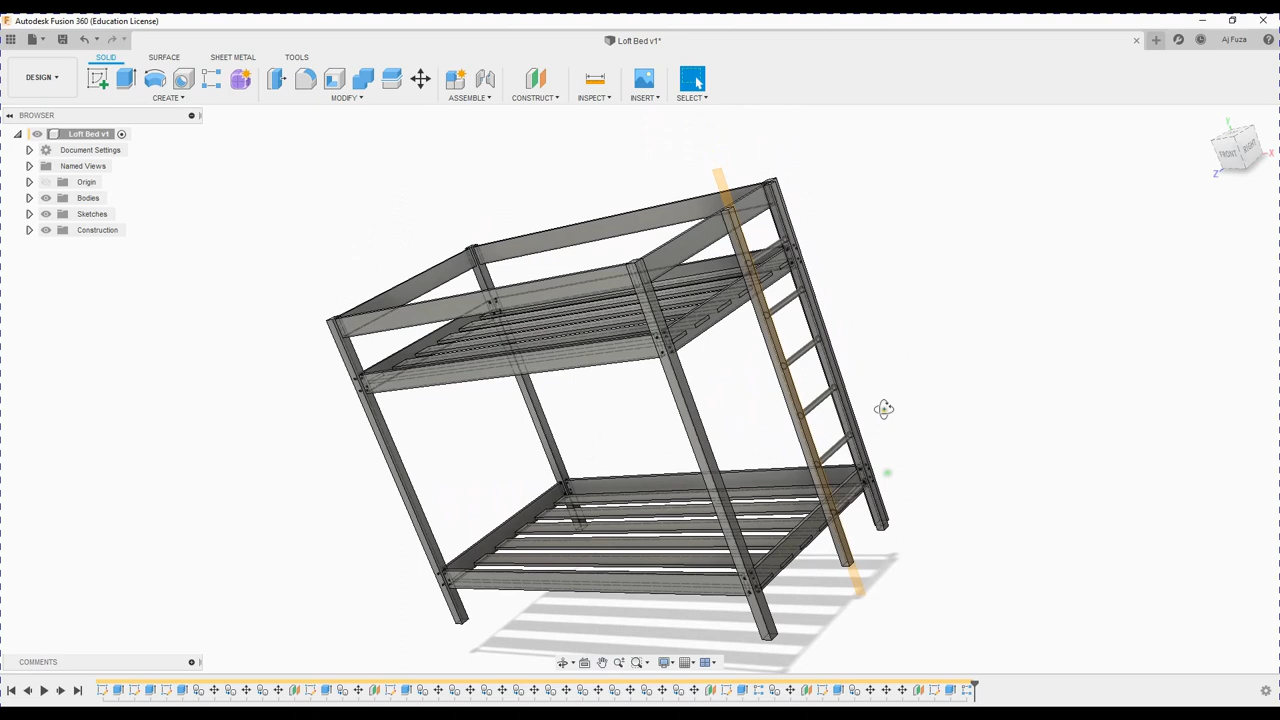 Autodesk Fusion 360 (Education License)
Loft Bed v1*
Aj Fuza
SOLID SURFACE SHEET METAL TOOLS
DESIGN
CREATE MODIFY ASSEMBLE CONSTRUCT INSPECT INSERT SELECT
BROWSER
Loft Bed v1
Document Settings
Named Views
Origin
Bodies
Sketches
Construction
Y
FRONT RIGHT
X
Z
COMMENTS